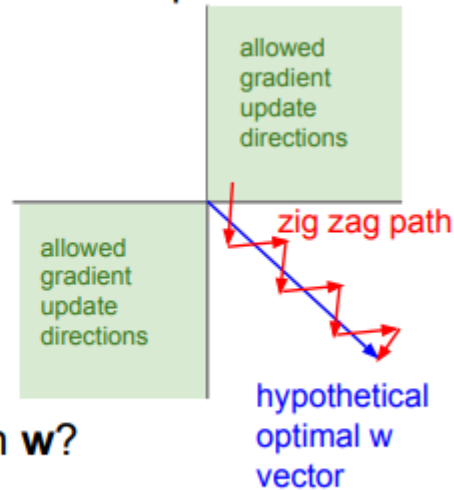 allowed
gradient
update
directions
zig zag path
allowed
gradient
update
directions
hypothetical
optimal w
vector
w?